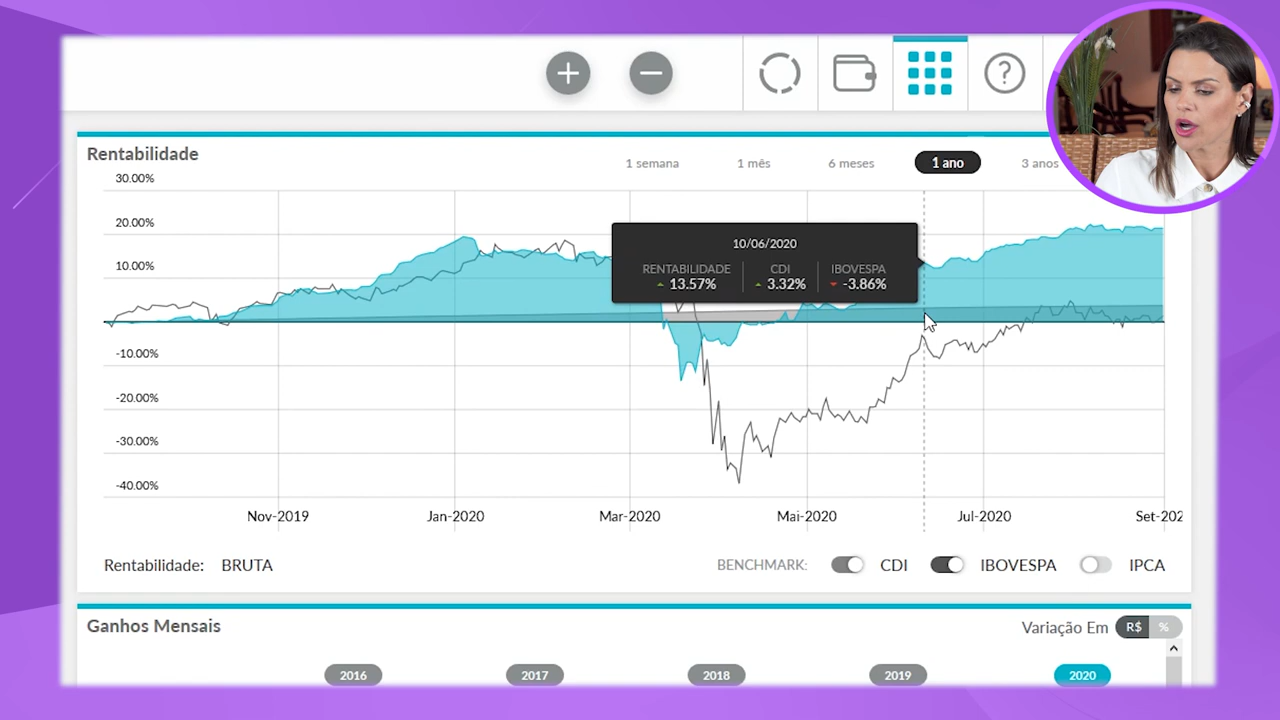 Rentabilidade
1 semana 1 mês 6 meses 1 ano 3 anos
30.00%
20.00%
10.00%
-10.00%
-20.00%
-30.00%
-40.00%
10/06/2020
RENTABILIDADE CDI IBOVESPA
13.57% 3.32% -3.86%
Nov-2019 Jan-2020 Mar-2020 Mai-2020 Jul-2020 Set-202
Rentabilidade: BRUTA BENCHMARK: CDI IBOVESPA IPCA
Ganhos Mensais Variação Em R$ %
2016 2017 2018 2019 2020